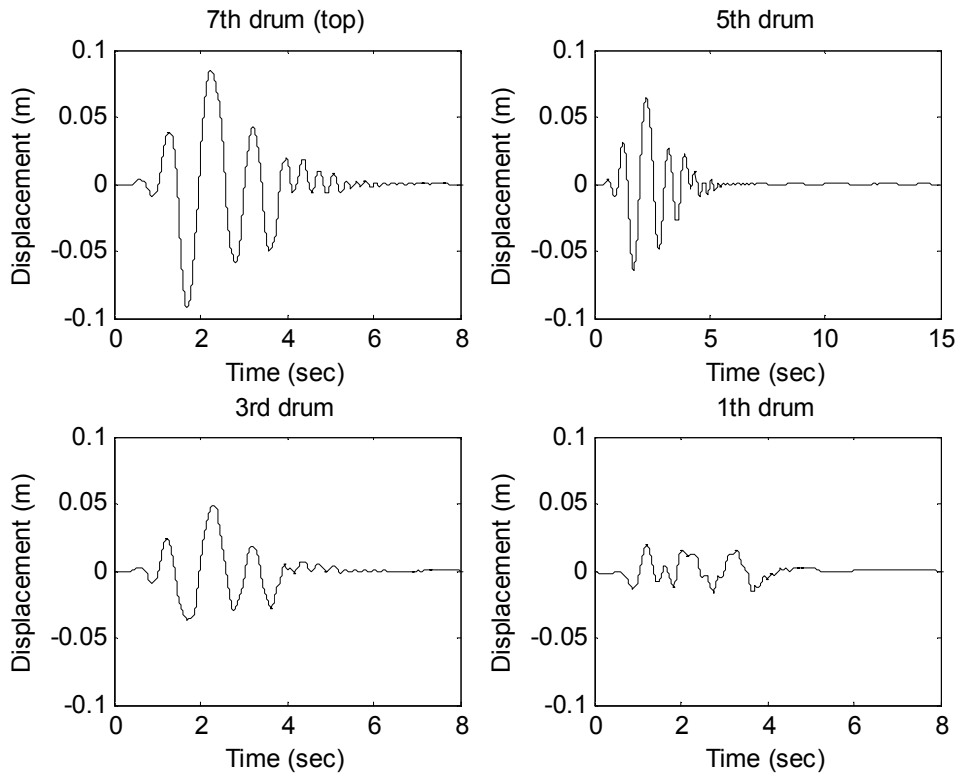 7th drum (top)
0.1
0.05
0
-0.05
-0.1
Displacement (m)
0 2 4 6 8
Time (sec)
5th drum
0.1
0.05
0
-0.05
-0.1
Displacement (m)
0 5 10 15
Time (sec)
3rd drum
0.1
0.05
0
-0.05
-0.1
Displacement (m)
0 2 4 6 8
Time (sec)
1th drum
0.1
0.05
0
-0.05
-0.1
Displacement (m)
0 2 4 6 8
Time (sec)